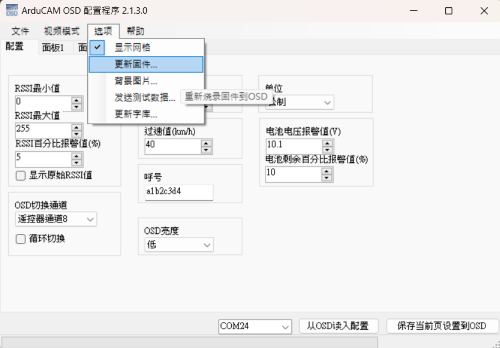 ArduCAM OSD 配置程序 2.1.3.0
文件 视频模式 选项 帮助
配置 面板1
显示网格
更新固件...
背景图片...
发送测试数据...
更新字库...
重新烧录固件到OSD
RSSI最小值
0
RSSI最大值
255
RSSI百分比报警值(%)
5
显示原始RSSI值
OSD切换通道
遥控器通道8
循环切换
过速值(km/h)
40
呼号
a1b2c3d4
OSD亮度
低
单位
电池电压报警值(V)
10.1
电池剩余百分比报警值(%)
10
COM24
从OSD读入配置
保存当前页设置到OSD